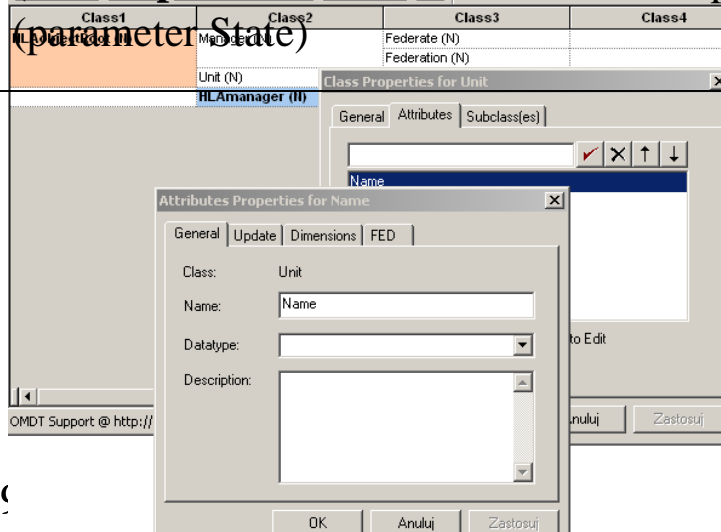 Class1 Class2 Class3 Class4
(parameter State)
Federate (N)
Federation (N)
Unit (N)
HLAmanager (N)
Class Properties for Unit
General Attributes Subclass(es)
Name
to Edit
Attributes Properties for Name
General Update Dimensions FED
Class: Unit
Name: Name
Datatype:
Description:
OMDT Support @ http://
Zastosuj
OK Anuluj Zastosuj